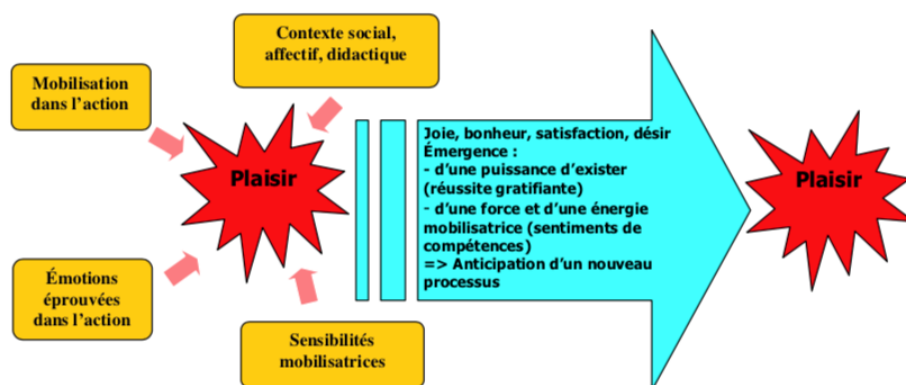 Contexte social,
affectif, didactique
Mobilisation
dans l'action
Plaisir
Émotions
éprouvées
dans l'action
Sensibilités
mobilisatrices
Joie, bonheur, satisfaction, désir
Émergence :
- d'une puissance d'exister
(réussite gratifiante)
- d'une force et d'une énergie
mobilisatrice (sentiments de
compétences)
=> Anticipation d'un nouveau
processus
Plaisir